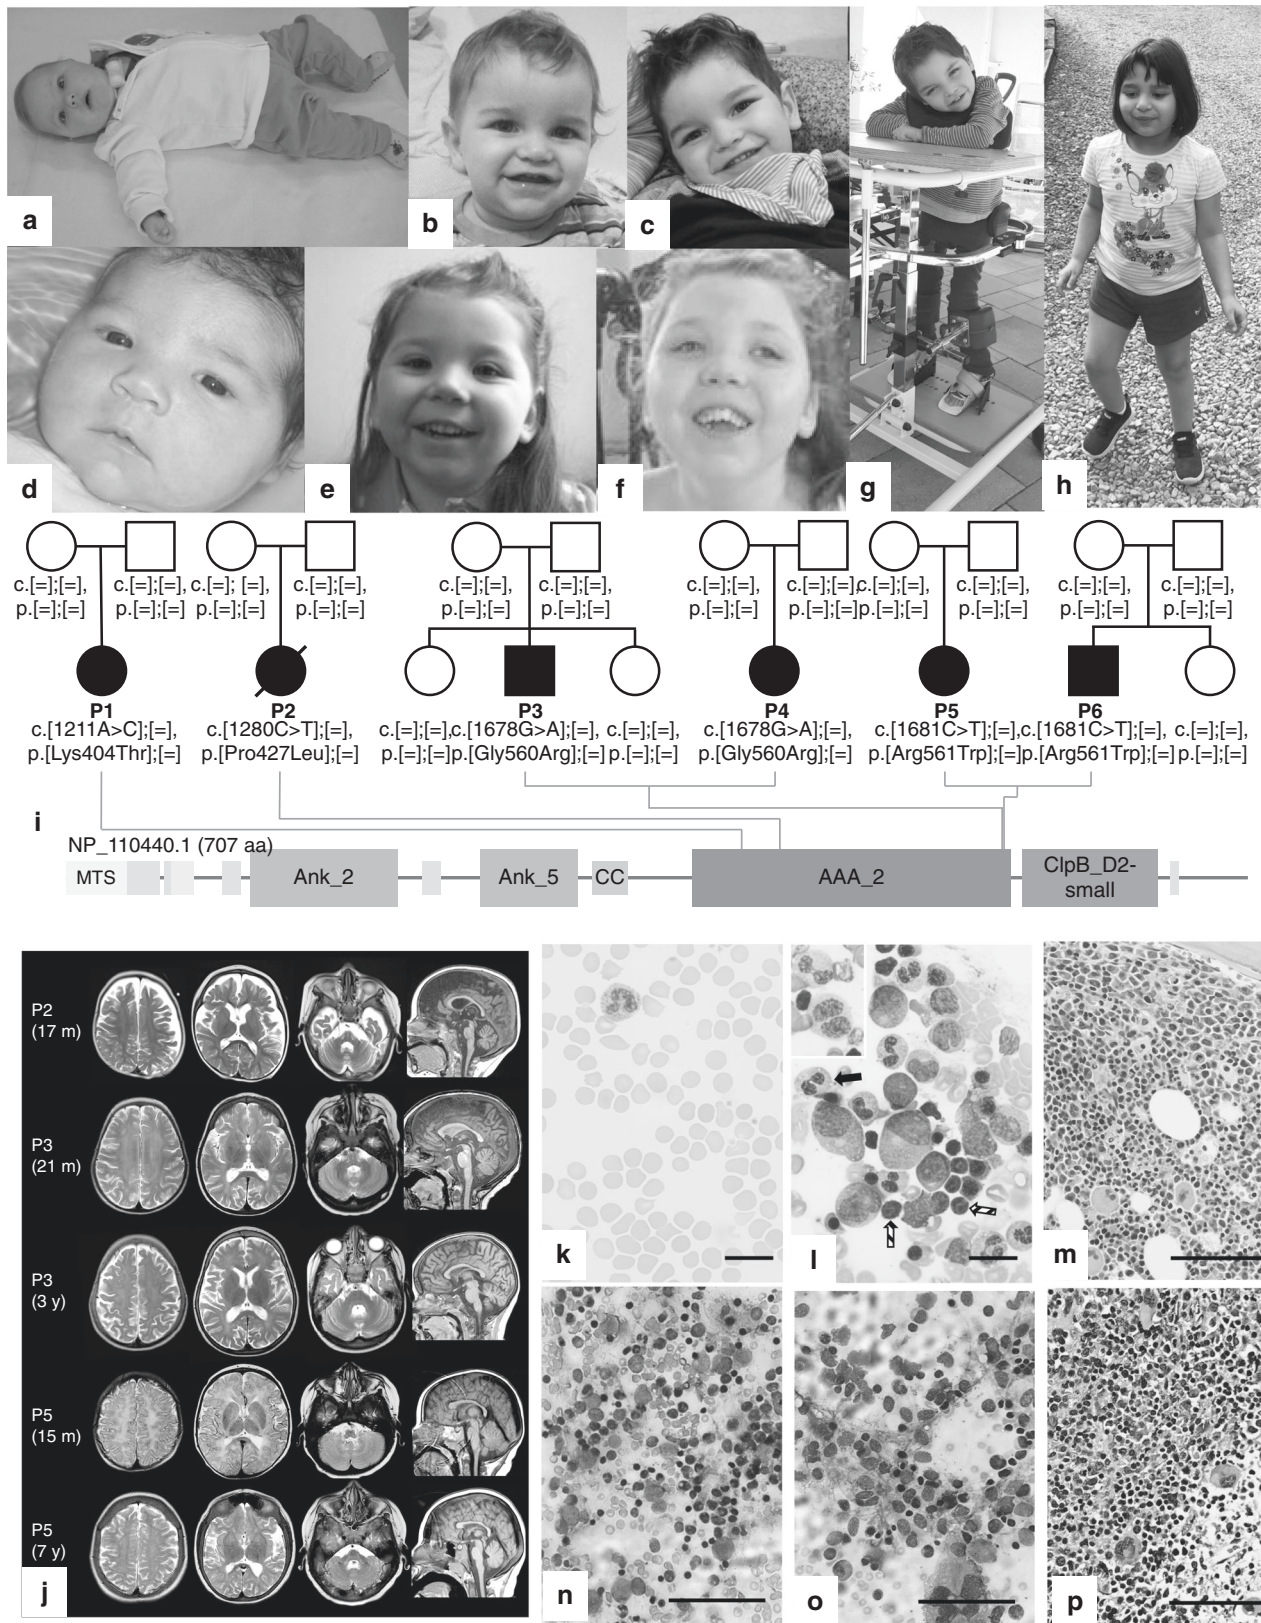 a
b
c
d
e
f
g
h
c.[=];[=], c.[=];[=], c.[=]; [=], c.[=];[=], c.[=];[=], c.[=];[=], c.[=];[=], c.[=];[=], c.[=];[=], c.[=];[=], c.[=];[=], c.[=];[=],
p.[=];[=] p.[=];[=] p.[=];[=] p.[=];[=] p.[=];[=] p.[=];[=] p.[=];[=] p.[=];[=] p.[=];[=] p.[=];[=] p.[=];[=] p.[=];[=]
P1 P2 P3 P4 P5 P6
c.[1211A>C];[=], c.[1280C>T];[=], c.[=];[=], c.[1678G>A];[=], c.[=];[=], c.[1678G>A];[=], c.[1681C>T];[=], c.[1681C>T];[=], c.[=];[=],
p.[Lys404Thr];[=] p.[Pro427Leu];[=] p.[=];[=] p.[Gly560Arg];[=] p.[=];[=] p.[Gly560Arg];[=] p.[Arg561Trp];[=] p.[Arg561Trp];[=] p.[=];[=]
i
NP_110440.1 (707 aa)
MTS
Ank_2
Ank_5
CC
AAA_2
ClpB_D2-
small
P2
(17 m)
P3
(21 m)
P3
(3 y)
P5
(15 m)
P5
(7 y)
j
k
l
m
n
o
p